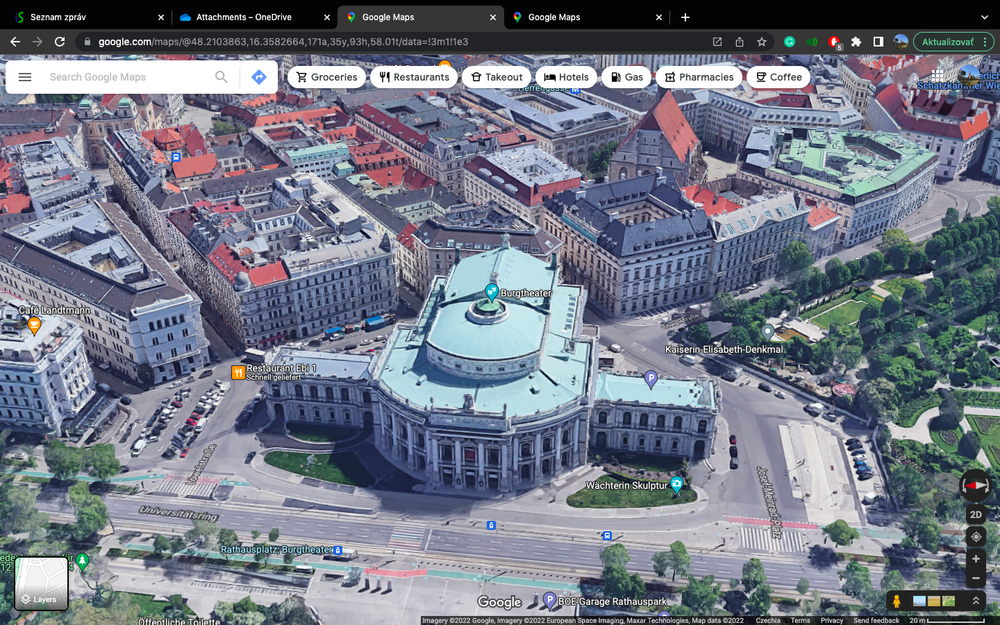 Seznam zpráv
Attachments – OneDrive
Google Maps
Google Maps
google.com/maps/@48.2103863,16.3582664,171a,35y,93h,58.01t/data=!3m1!1e3
5
Aktualizovať
Search Google Maps
Groceries
Restaurants
Takeout
Hotels
Gas
Pharmacies
Coffee
Herrengasse
Schatzkammer Wie
Burgtheater
Café Landtmann
Kaiserin-Elisabeth-Denkmal
Restaurant Ebi 1
Schnell geliefert
P
Löwelstraße
Wächterin Skulptur
Josef-Meinrad-Platz
Universitätsring
2D
Rathausplatz, Burgtheater
Layers
Google
P
BOE Garage Rathauspark
Öffentliche Toilette
Imagery ©2022 Google, Imagery ©2022 European Space Imaging, Maxar Technologies, Map data ©2022
Czechia
Terms
Privacy
Send feedback
20 m